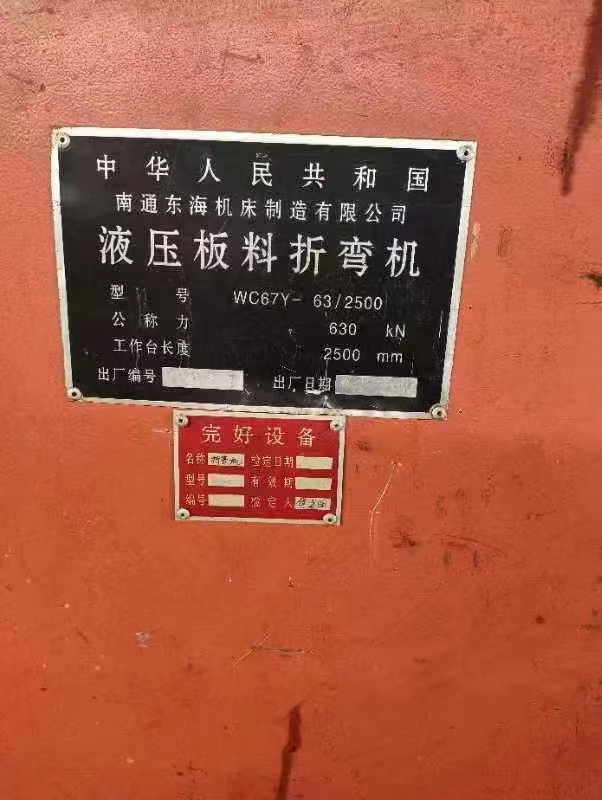 中华人民共和国
南通东海机床制造有限公司
液压板料折弯机
型 号 WC67Y-63/2500
公称力 630 kN
工作台长度 2500 mm
出厂编号 出厂日期
完好设备
名称 折弯机 检定日期
型号 有效期
编号 检定人